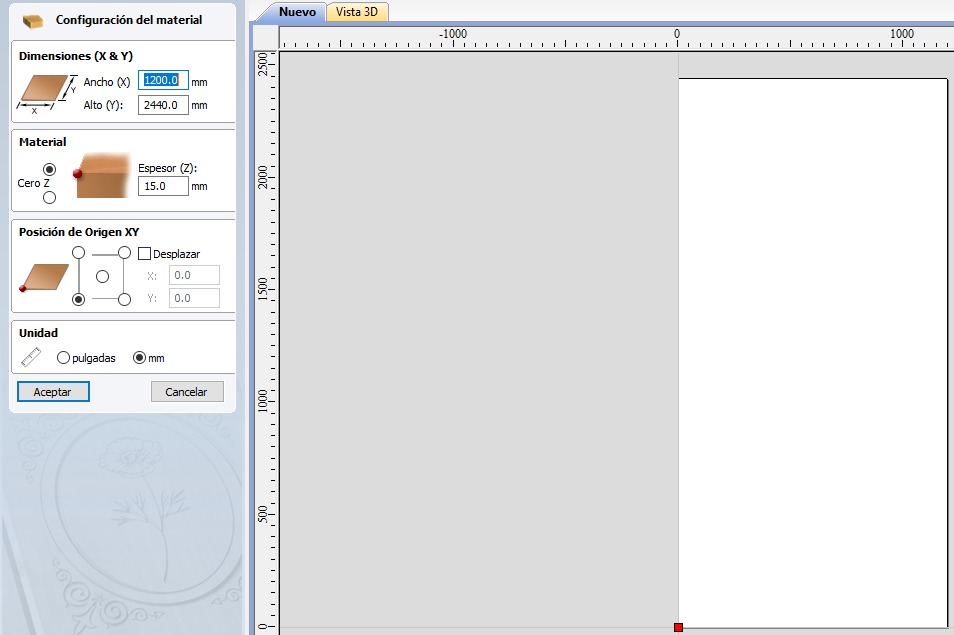 Configuración del material
Dimensiones (X & Y)
Ancho (X) 1200.0 mm
Y
X
Alto (Y): 2440.0 mm
Material
Cero Z
Espesor (Z):
15.0 mm
Posición de Origen XY
Desplazar
X: 0.0
Y: 0.0
Unidad
pulgadas mm
Aceptar Cancelar
Nuevo Vista 3D
-1000 0 1000
2500
2000
1500
1000
500
0